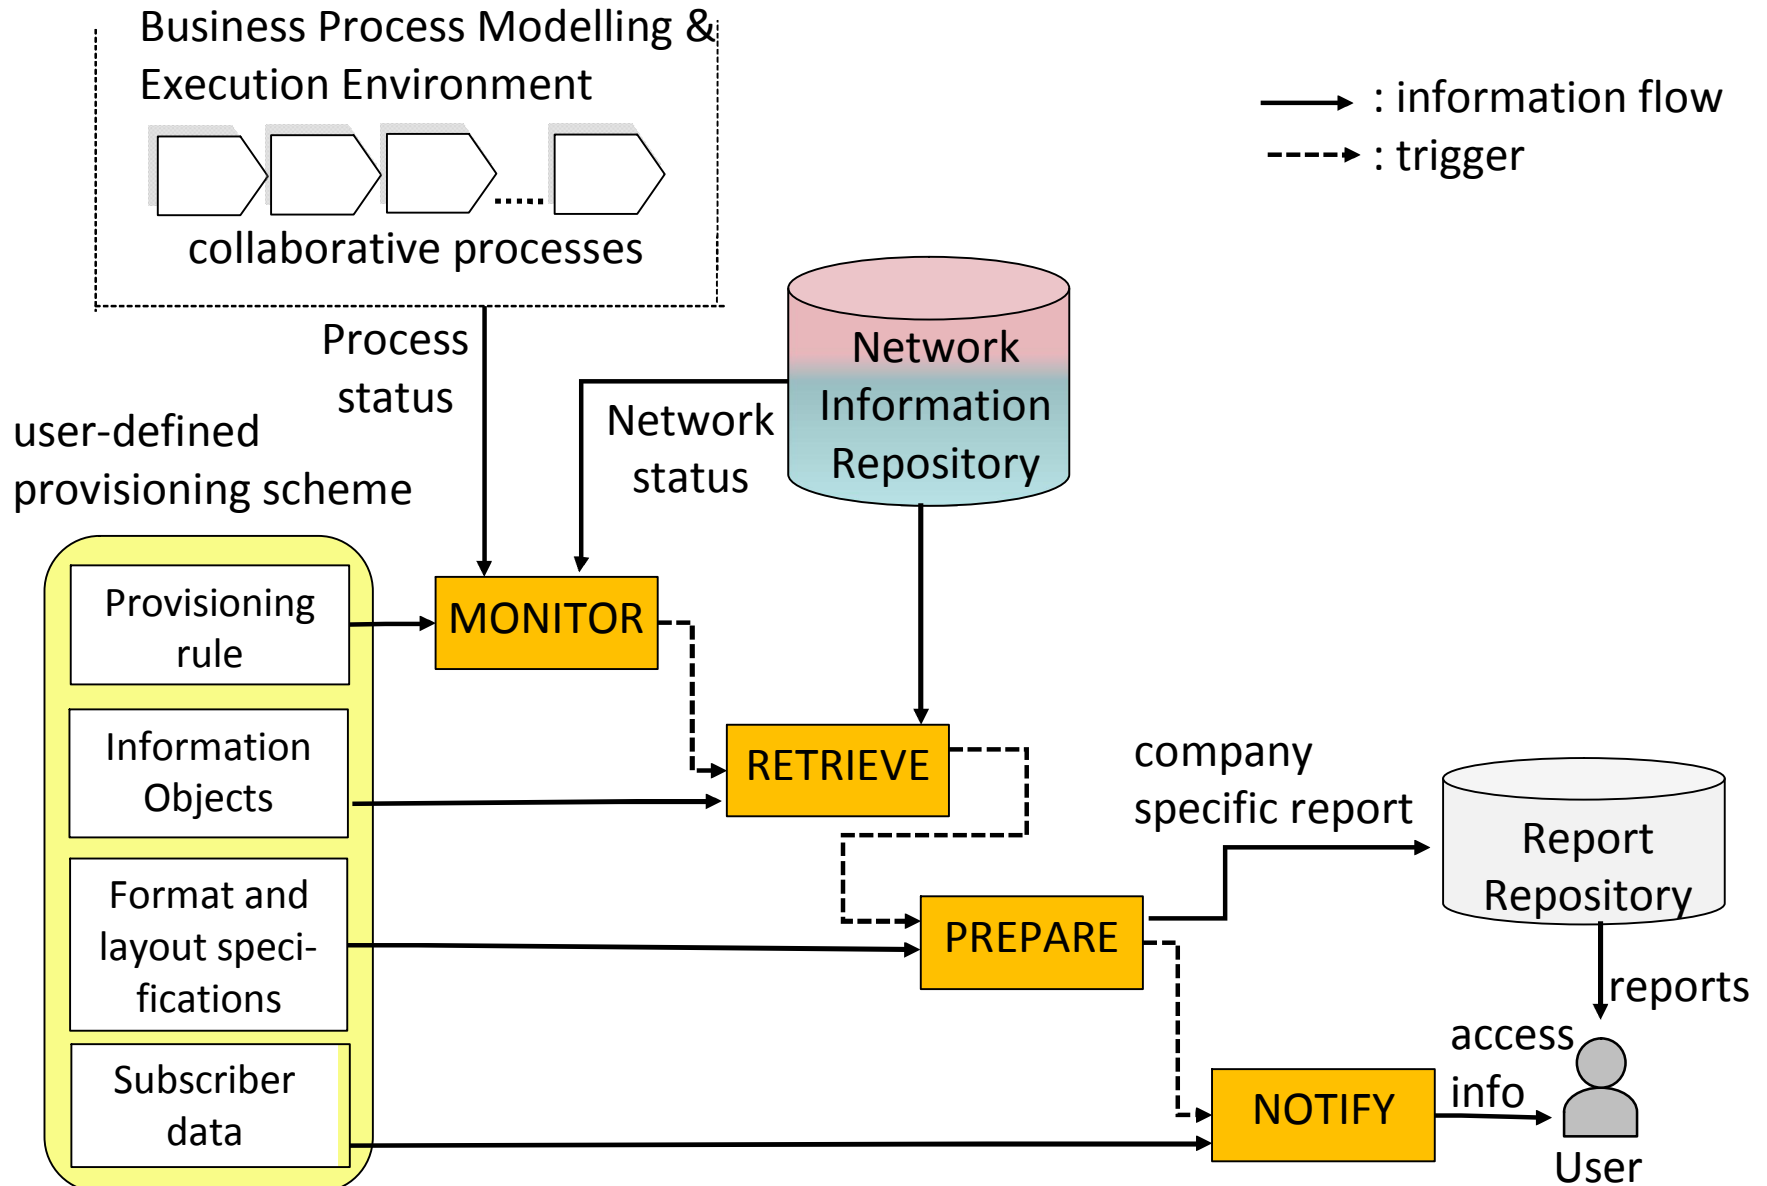 Business Process Modelling &
Execution Environment
collaborative processes
: information flow
: trigger
Process
status
Network
status
Network
Information
Repository
user-defined
provisioning scheme
Provisioning
rule
MONITOR
Information
Objects
RETRIEVE
company
specific report
Report
Repository
Format and
layout speci-
fications
PREPARE
reports
Subscriber
data
NOTIFY
access
info
User